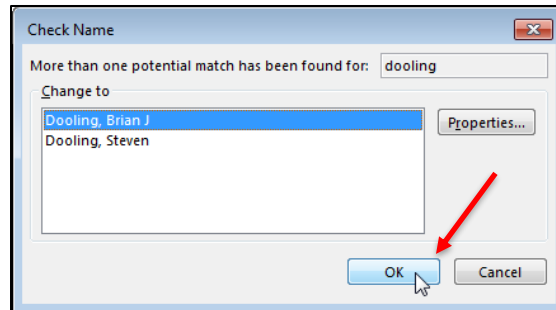 Check Name
More than one potential match has been found for: dooling
Change to
Dooling, Brian J
Dooling, Steven
Properties...
OK Cancel